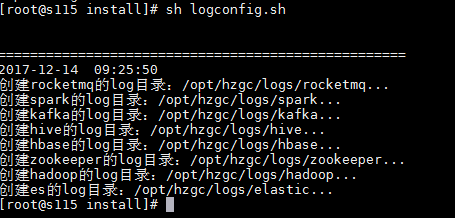 [root@s115 install]# sh logconfig.sh
==================================================
2017-12-14 09:25:50
创建rocketmq的log目录：/opt/hzgc/logs/rocketmq...
创建spark的log目录：/opt/hzgc/logs/spark...
创建kafka的log目录：/opt/hzgc/logs/kafka...
创建hive的log目录：/opt/hzgc/logs/hive...
创建hbase的log目录：/opt/hzgc/logs/hbase...
创建zookeeper的log目录：/opt/hzgc/logs/zookeeper...
创建hadoop的log目录：/opt/hzgc/logs/hadoop...
创建es的log目录：/opt/hzgc/logs/elastic...
[root@s115 install]#